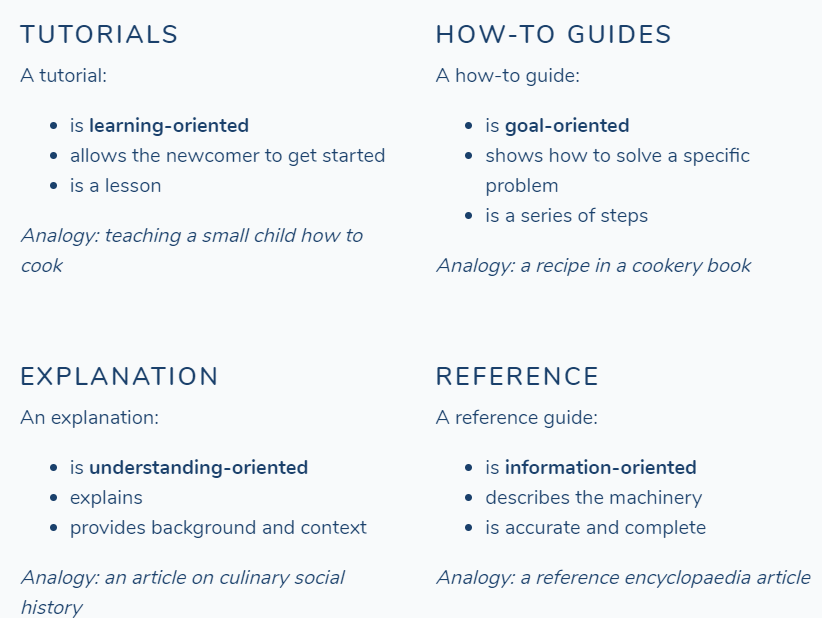 TUTORIALS
A tutorial:
• is learning-oriented
• allows the newcomer to get started
• is a lesson
Analogy: teaching a small child how to
cook
HOW-TO GUIDES
A how-to guide:
• is goal-oriented
• shows how to solve a specific
problem
• is a series of steps
Analogy: a recipe in a cookery book
EXPLANATION
An explanation:
• is understanding-oriented
• explains
• provides background and context
Analogy: an article on culinary social
history
REFERENCE
A reference guide:
• is information-oriented
• describes the machinery
• is accurate and complete
Analogy: a reference encyclopaedia article